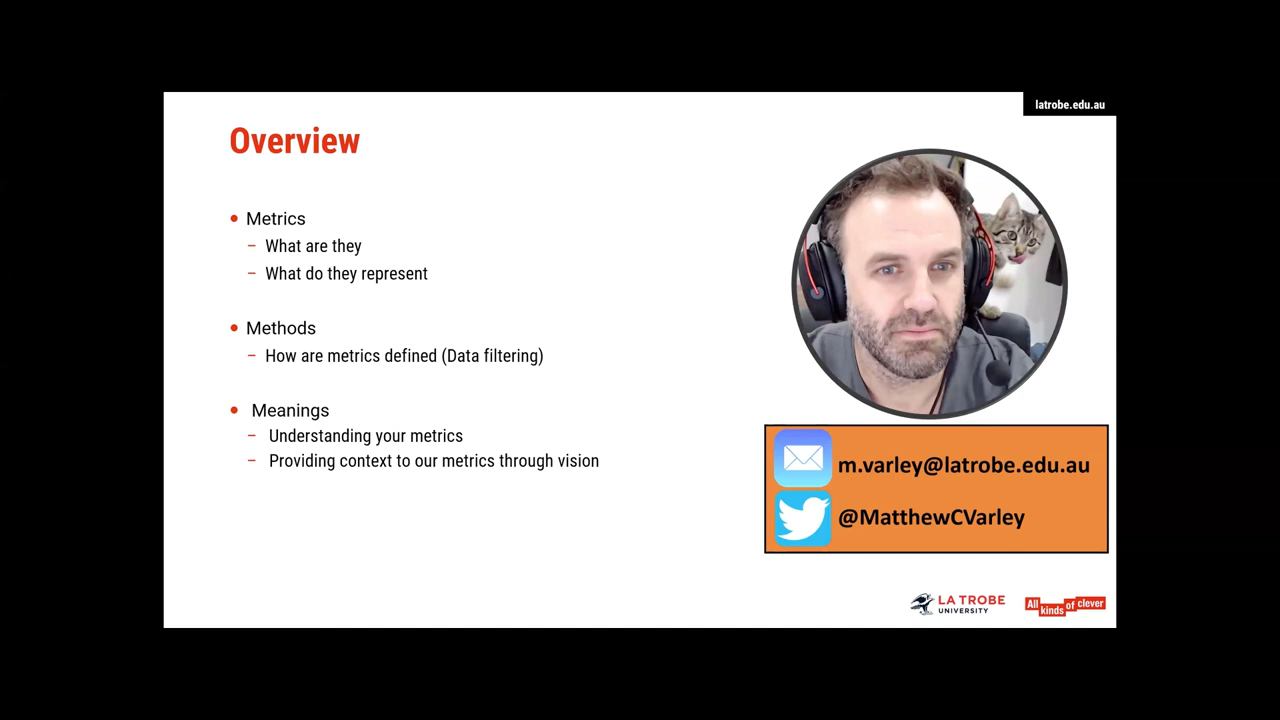 latrobe.edu.au
Overview
• Metrics
– What are they
– What do they represent
• Methods
– How are metrics defined (Data filtering)
• Meanings
– Understanding your metrics
– Providing context to our metrics through vision
m.varley@latrobe.edu.au
@MatthewCVarley
LA TROBE
UNIVERSITY
All kinds of clever